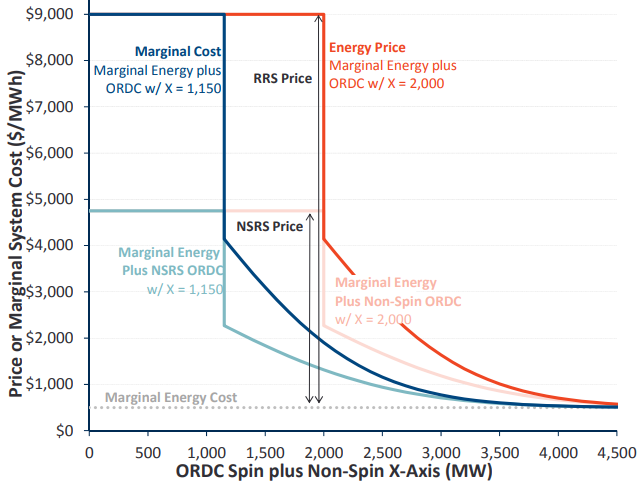 Price or Marginal System Cost ($/MWh)
$9,000
$8,000
$7,000
$6,000
$5,000
$4,000
$3,000
$2,000
$1,000
$0
Marginal Cost
Marginal Energy plus
ORDC w/ X = 1,150
RRS Price
Energy Price
Marginal Energy plus
ORDC w/ X = 2,000
NSRS Price
Marginal Energy
Plus NSRS ORDC
w/ X = 1,150
Marginal Energy
Plus Non-Spin ORDC
w/ X = 2,000
Marginal Energy Cost
0 500 1,000 1,500 2,000 2,500 3,000 3,500 4,000 4,500
ORDC Spin plus Non-Spin X-Axis (MW)